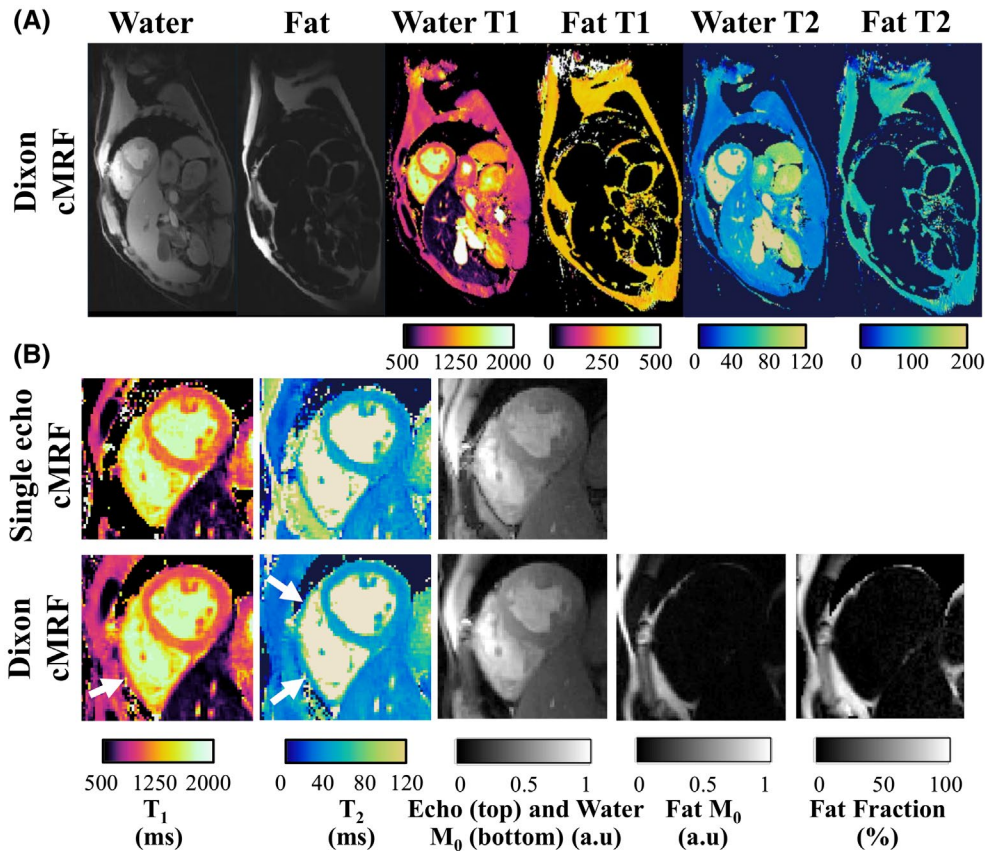 (A)
Water Fat Water T1 Fat T1 Water T2 Fat T2
Dixon
cMRF
500 1250 2000 0 250 500 0 40 80 120 0 100 200
(B)
Single echo
cMRF
Dixon
cMRF
500 1250 2000 0 40 80 120 0 0.5 1 0 0.5 1 0 50 100
T₁ T₂ Echo (top) and Water Fat M₀ Fat Fraction
(ms) (ms) M₀ (bottom) (a.u) (a.u) (%)